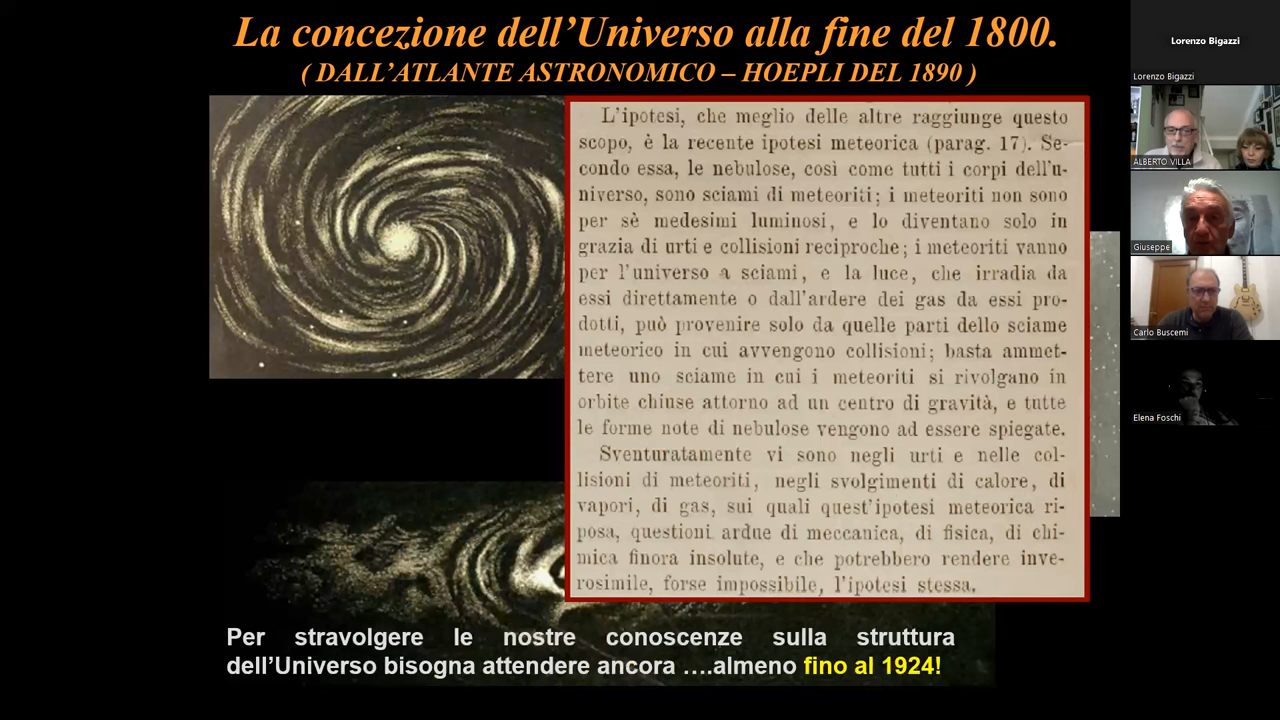 La concezione dell’Universo alla fine del 1800.
( DALL’ATLANTE ASTRONOMICO – HOEPLI DEL 1890 )
L'ipotesi, che meglio delle altre raggiunge questo
scopo, è la recente ipotesi meteorica (parag. 17). Se-
condo essa, le nebulose, così come tutti i corpi dell'u-
niverso, sono sciami di meteoriti; i meteoriti non sono
per sè medesimi luminosi, e lo diventano solo in
grazia di urti e collisioni reciproche; i meteoriti vanno
per l'universo a sciami, e la luce, che irradia da
essi direttamente o dall'ardere dei gas da essi pro-
dotti, può provenire solo da quelle parti dello sciame
meteorico in cui avvengono collisioni; basta ammet-
tere uno sciame in cui i meteoriti si rivolgano in
orbite chiuse attorno ad un centro di gravità, e tutte
le forme note di nebulose vengono ad essere spiegate.
Sventuratamente vi sono negli urti e nelle col-
lisioni di meteoriti, negli svolgimenti di calore, di
vapori, di gas, sui quali quest'ipotesi meteorica ri-
posa, questioni ardue di meccanica, di fisica, di chi-
mica finora insolute, e che potrebbero rendere inve-
rosimile, forse impossibile, l'ipotesi stessa.
Per stravolgere le nostre conoscenze sulla struttura
dell’Universo bisogna attendere ancora ….almeno fino al 1924!
Lorenzo Bigazzi
Lorenzo Bigazzi
ALBERTO VILLA
Giuseppe
Carlo Buscemi
Elena Foschi